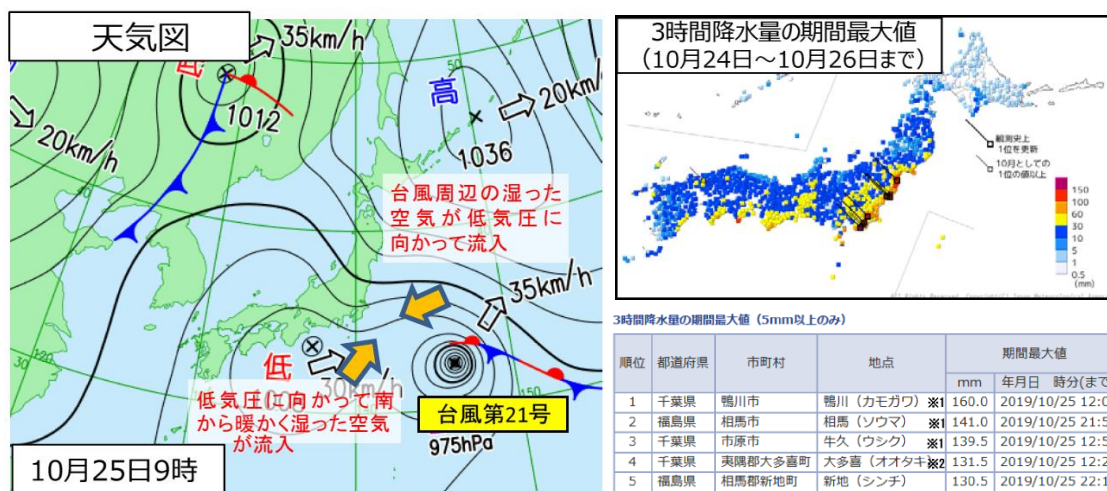 天気図
35km/h
低
1012
20km/h
高
20km/h
1036
50
台風周辺の湿った
空気が低気圧に
向かって流入
35km/h
低
30km/h
低気圧に向かって南
から暖かく湿った空気
が流入
台風第21号
975hPa
30
150
10月25日9時
3時間降水量の期間最大値
(10月24日~10月26日まで)
観測史上
1位を更新
10月としての
1位の値以上
150
100
60
30
10
5
1
0.5
(mm)
3時間降水量の期間最大値(5mm以上のみ)
順位 都道府県 市町村 地点 期間最大値
mm 年月日 時分(まで
1 千葉県 鴨川市 鴨川(カモガワ) ※1 160.0 2019/10/25 12:0
2 福島県 相馬市 相馬(ソウマ) ※1 141.0 2019/10/25 21:5
3 千葉県 市原市 牛久(ウシク) ※1 139.5 2019/10/25 12:5
4 千葉県 夷隅郡大多喜町 大多喜(オオタキ ※2 131.5 2019/10/25 12:2
5 福島県 相馬郡新地町 新地(シンチ) 130.5 2019/10/25 22:1